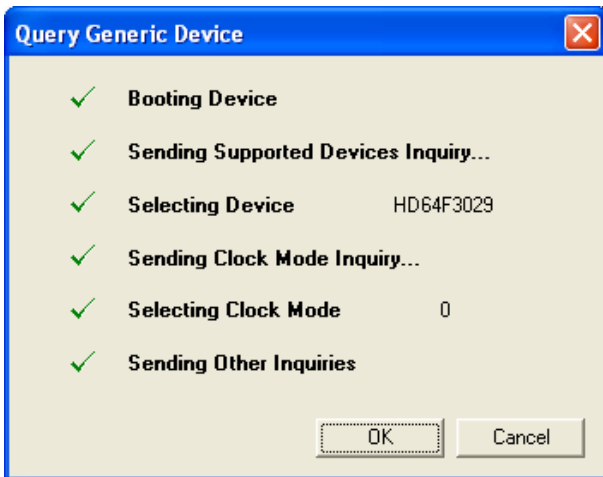 Query Generic Device
Booting Device
Sending Supported Devices Inquiry...
Selecting Device HD64F3029
Sending Clock Mode Inquiry...
Selecting Clock Mode 0
Sending Other Inquiries
OK Cancel